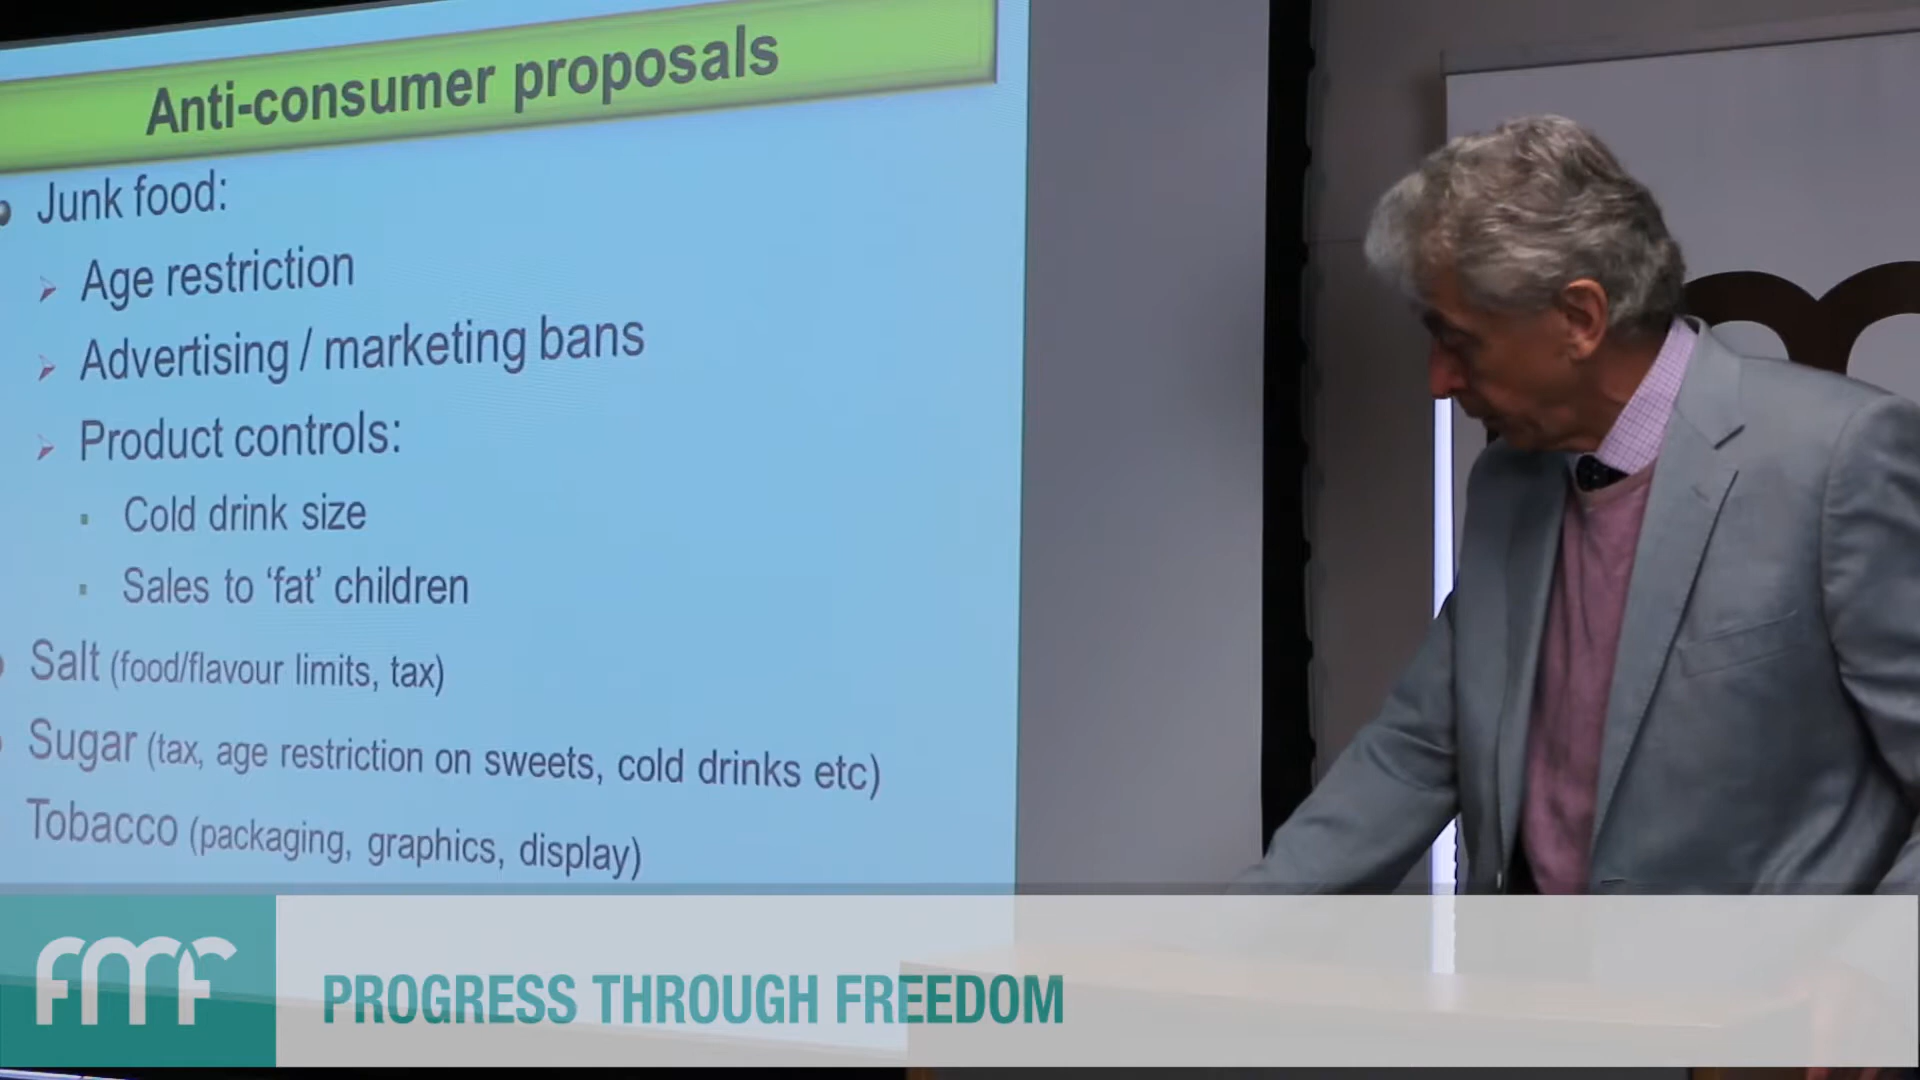 Anti-consumer proposals
Junk food:
Age restriction
Advertising / marketing bans
Product controls:
Cold drink size
Sales to ‘fat’ children
Salt (food/flavour limits, tax)
Sugar (tax, age restriction on sweets, cold drinks etc)
Tobacco (packaging, graphics, display)
FMF
PROGRESS THROUGH FREEDOM